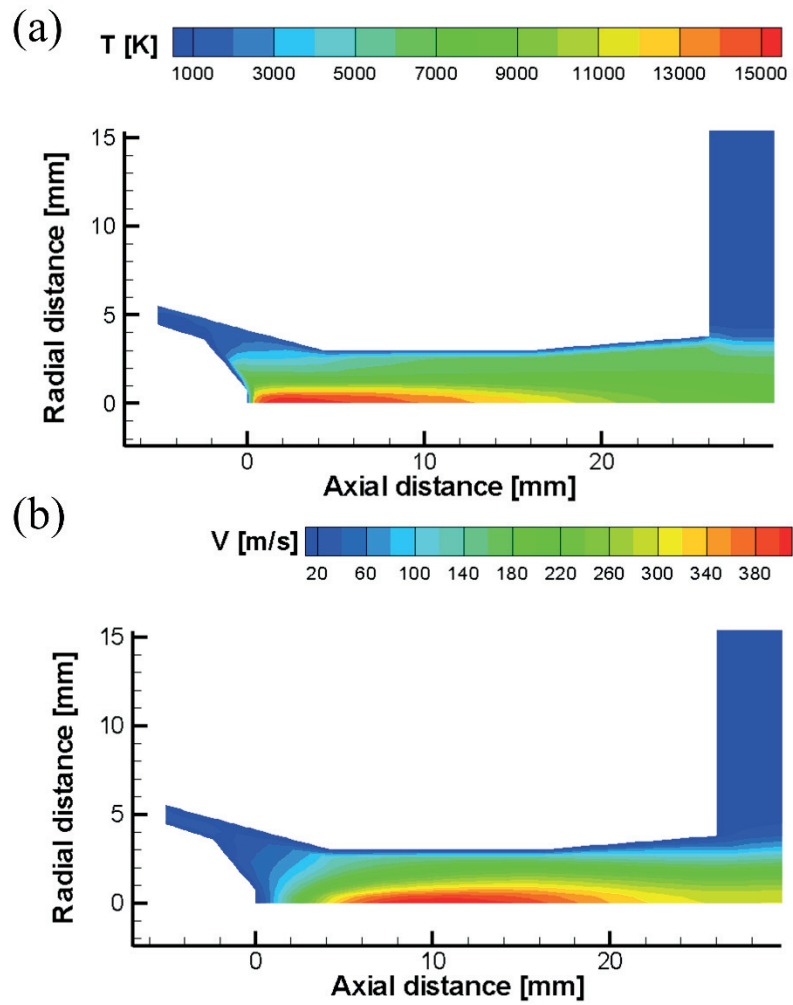 (a)
T [K]
1000 3000 5000 7000 9000 11000 13000 15000
15
10
5
0
Radial distance [mm]
0 10 20
Axial distance [mm]
(b)
V [m/s]
20 60 100 140 180 220 260 300 340 380
15
10
5
0
Radial distance [mm]
0 10 20
Axial distance [mm]